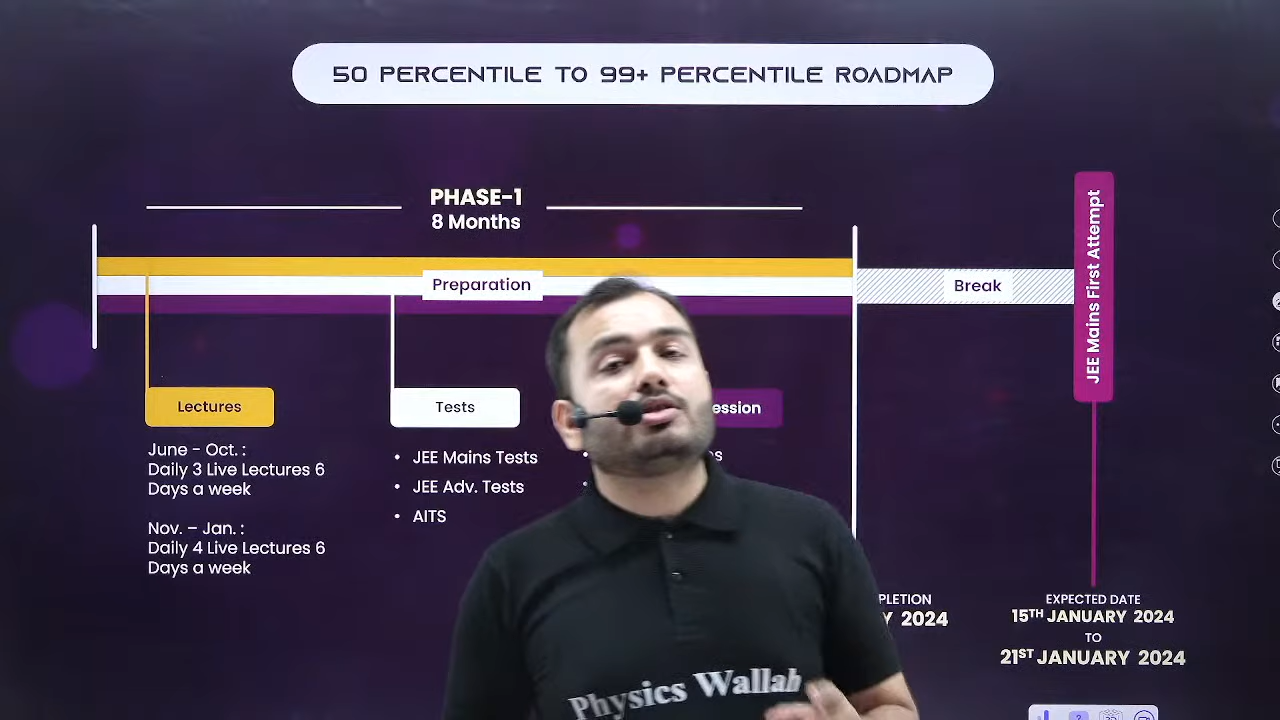 50 PERCENTILE TO 99+ PERCENTILE ROADMAP
PHASE-1
8 Months
Preparation
Break
JEE Mains First Attempt
Lectures
June - Oct. :
Daily 3 Live Lectures 6
Days a week
Nov. – Jan. :
Daily 4 Live Lectures 6
Days a week
Tests
• JEE Mains Tests
• JEE Adv. Tests
• AITS
2024
EXPECTED DATE
15TH JANUARY 2024
TO
21ST JANUARY 2024
Physics Wallah